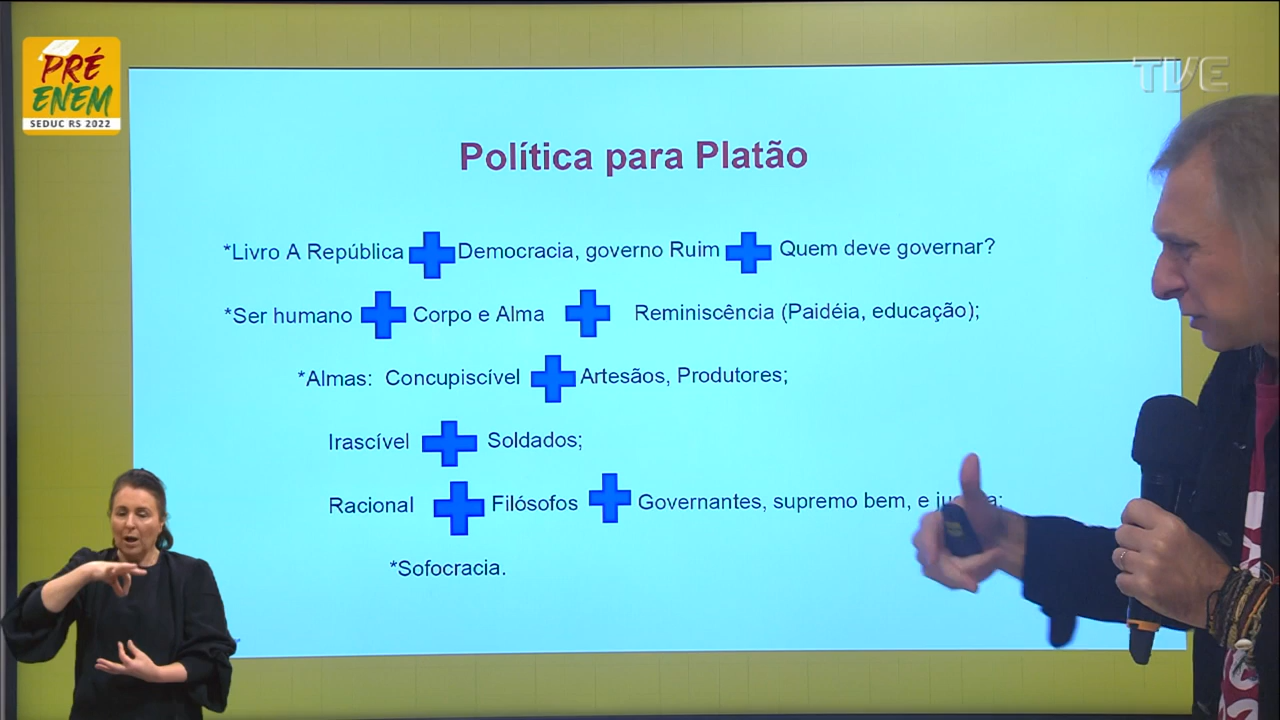 PRÉ
ENEM
SEDUC RS 2022
TVE
Política para Platão
*Livro A República Democracia, governo Ruim Quem deve governar?
*Ser humano Corpo e Alma Reminiscência (Paidéia, educação);
*Almas: Concupiscível Artesãos, Produtores;
Irascível Soldados;
Racional Filósofos Governantes, supremo bem, e
*Sofocracia.